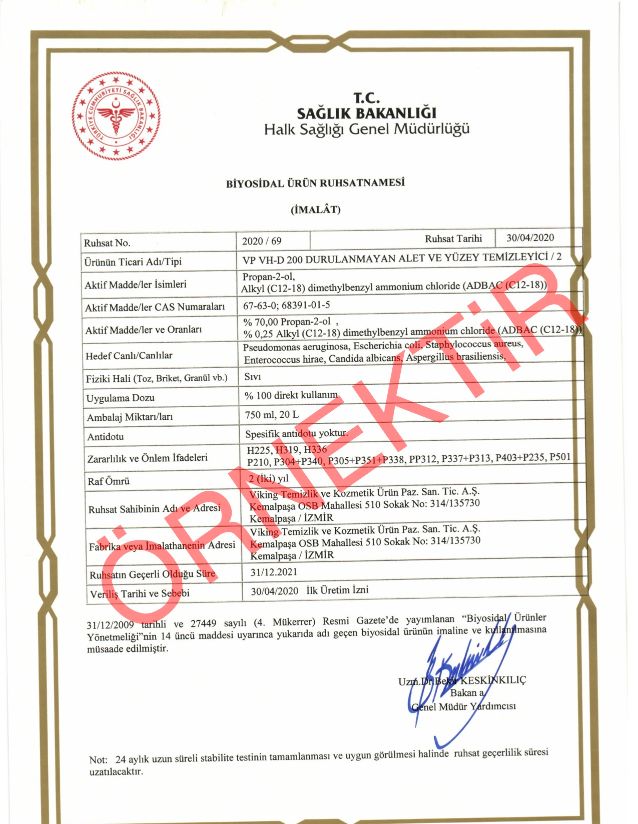 T.C.
SAĞLIK BAKANLIĞI
Halk Sağlığı Genel Müdürlüğü
TÜRKİYE CUMHURİYETİ SAĞLIK BAKANLIĞI
BİYOSİDAL ÜRÜN RUHSATNAMESİ
(İMALÂT)
Ruhsat No. 2020 / 69 Ruhsat Tarihi 30/04/2020
Ürünün Ticari Adı/Tipi VP VH-D 200 DURULANMAYAN ALET VE YÜZEY TEMİZLEYİCİ / 2
Aktif Madde/ler İsimleri Propan-2-ol,
Alkyl (C12-18) dimethylbenzyl ammonium chloride (ADBAC (C12-18))
Aktif Madde/ler CAS Numaraları 67-63-0; 68391-01-5
Aktif Madde/ler ve Oranları % 70,00 Propan-2-ol ,
% 0,25 Alkyl (C12-18) dimethylbenzyl ammonium chloride (ADBAC (C12-18))
Hedef Canlı/Canlılar Pseudomonas aeruginosa, Escherichia coli, Staphylococcus aureus,
Enterococcus hirae, Candida albicans, Aspergillus brasiliensis,
Fiziki Hali (Toz, Briket, Granül vb.) Sıvı
Uygulama Dozu % 100 direkt kullanım
Ambalaj Miktarı/ları 750 ml, 20 L
Antidotu Spesifik antidotu yoktur.
Zararlılık ve Önlem İfadeleri H225, H319, H336
P210, P304+P340, P305+P351+P338, PP312, P337+P313, P403+P235, P501
Raf Ömrü 2 (İki) yıl
Ruhsat Sahibinin Adı ve Adresi Viking Temizlik ve Kozmetik Ürün Paz. San. Tic. A.Ş.
Kemalpaşa OSB Mahallesi 510 Sokak No: 314/135730
Kemalpaşa / İZMİR
Fabrika veya İmalathanenin Adresi Viking Temizlik ve Kozmetik Ürün Paz. San. Tic. A.Ş.
Kemalpaşa OSB Mahallesi 510 Sokak No: 314/135730
Kemalpaşa / İZMİR
Ruhsatın Geçerli Olduğu Süre 31/12.2021
Veriliş Tarihi ve Sebebi 30/04/2020 İlk Üretim İzni
ÖRNEKTİR
31/12/2009 tarihli ve 27449 sayılı (4. Mükerrer) Resmi Gazete’de yayımlanan “Biyosidal Ürünler
Yönetmeliği”nin 14 üncü maddesi uyarınca yukarıda adı geçen biyosidal ürünün imaline ve kullanılmasına
müsaade edilmiştir.
Uzm.Dr. KESKİNKILIÇ
Bakan a.
Genel Müdür Yardımcısı
Not: 24 aylık uzun süreli stabilite testinin tamamlanması ve uygun görülmesi halinde ruhsat geçerlilik süresi
uzatılacaktır.